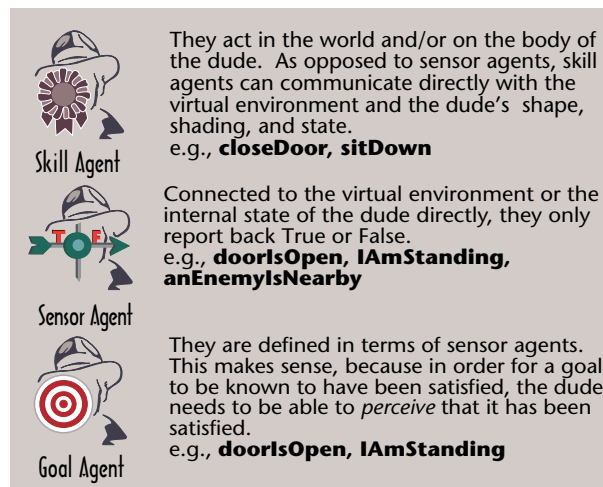 They act in the world and/or on the body of
the dude. As opposed to sensor agents, skill
agents can communicate directly with the
virtual environment and the dude's shape,
shading, and state.
e.g., closeDoor, sitDown
Skill Agent
Connected to the virtual environment or the
internal state of the dude directly, they only
report back True or False.
e.g., doorIsOpen, IAmStanding,
anEnemyIsNearby
T F
Sensor Agent
They are defined in terms of sensor agents.
This makes sense, because in order for a goal
to be known to have been satisfied, the dude
needs to be able to perceive that it has been
satisfied.
e.g., doorIsOpen, IAmStanding
Goal Agent